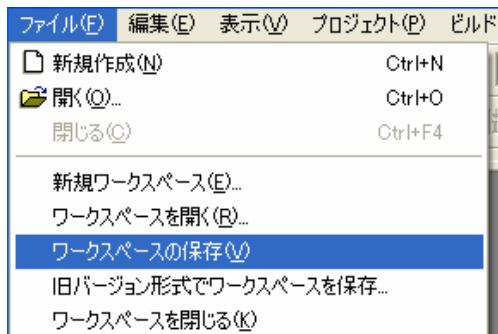 ファイル(F) 編集(E) 表示(V) プロジェクト(P) ビルド
新規作成(N) Ctrl+N
開く(O)... Ctrl+O
閉じる(C) Ctrl+F4
新規ワークスペース(E)...
ワークスペースを開く(R)...
ワークスペースの保存(V)
旧バージョン形式でワークスペースを保存...
ワークスペースを閉じる(K)